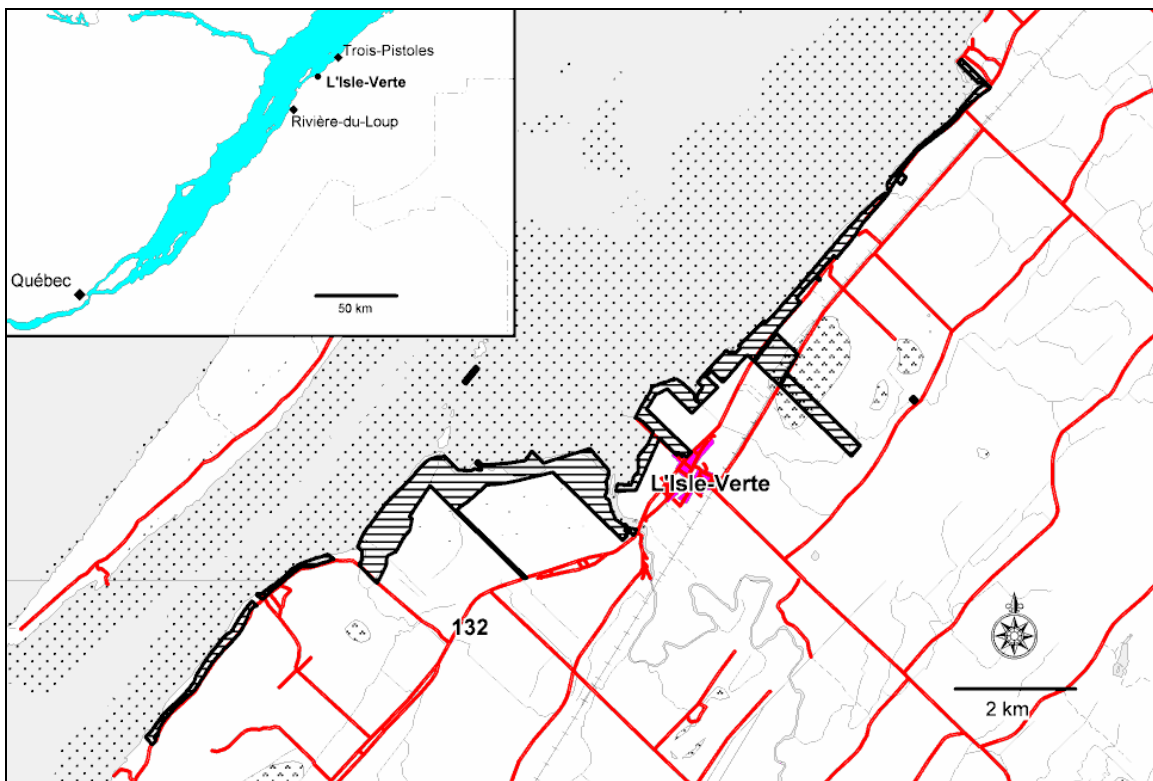 Trois-Pistoles
L'Isle-Verte
Rivière-du-Loup
Québec
50 km
L'Isle-Verte
132
2 km